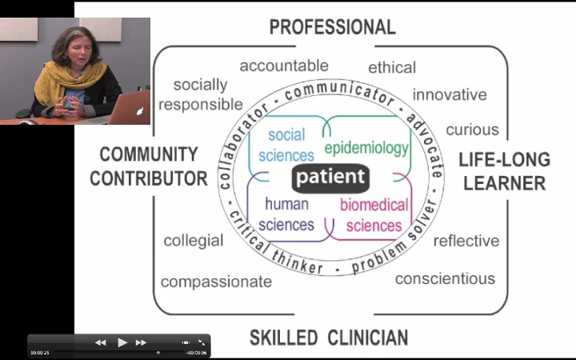 PROFESSIONAL
accountable
ethical
socially
responsible
innovative
curious
collaborator - communicator - advocate
- critical thinker - problem solver -
social
sciences
epidemiology
patient
human
sciences
biomedical
sciences
COMMUNITY
CONTRIBUTOR
LIFE-LONG
LEARNER
collegial
reflective
compassionate
conscientious
SKILLED CLINICIAN